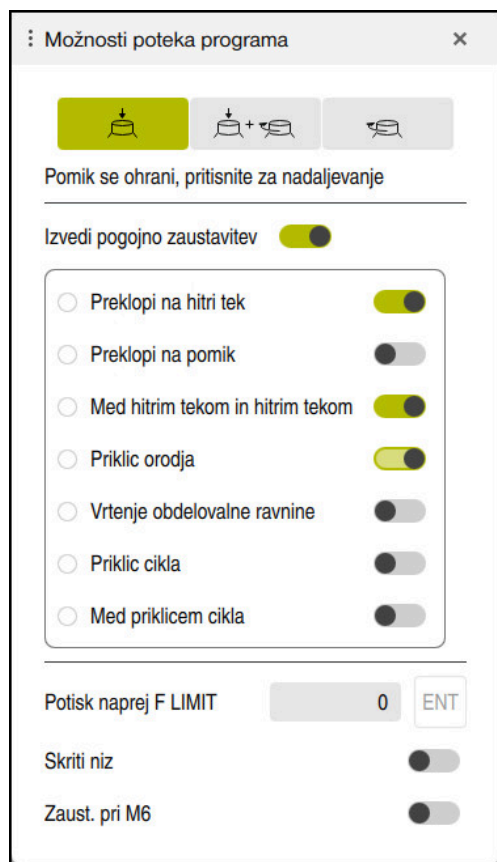 Možnosti poteka programa
Pomik se ohrani, pritisnite za nadaljevanje
Izvedi pogojno zaustavitev
Preklopi na hitri tek
Preklopi na pomik
Med hitrim tekom in hitrim tekom
Priklic orodja
Vrtenje obdelovalne ravnine
Priklic cikla
Med priklicem cikla
Potisk naprej F LIMIT 0 ENT
Skriti niz
Zaust. pri M6